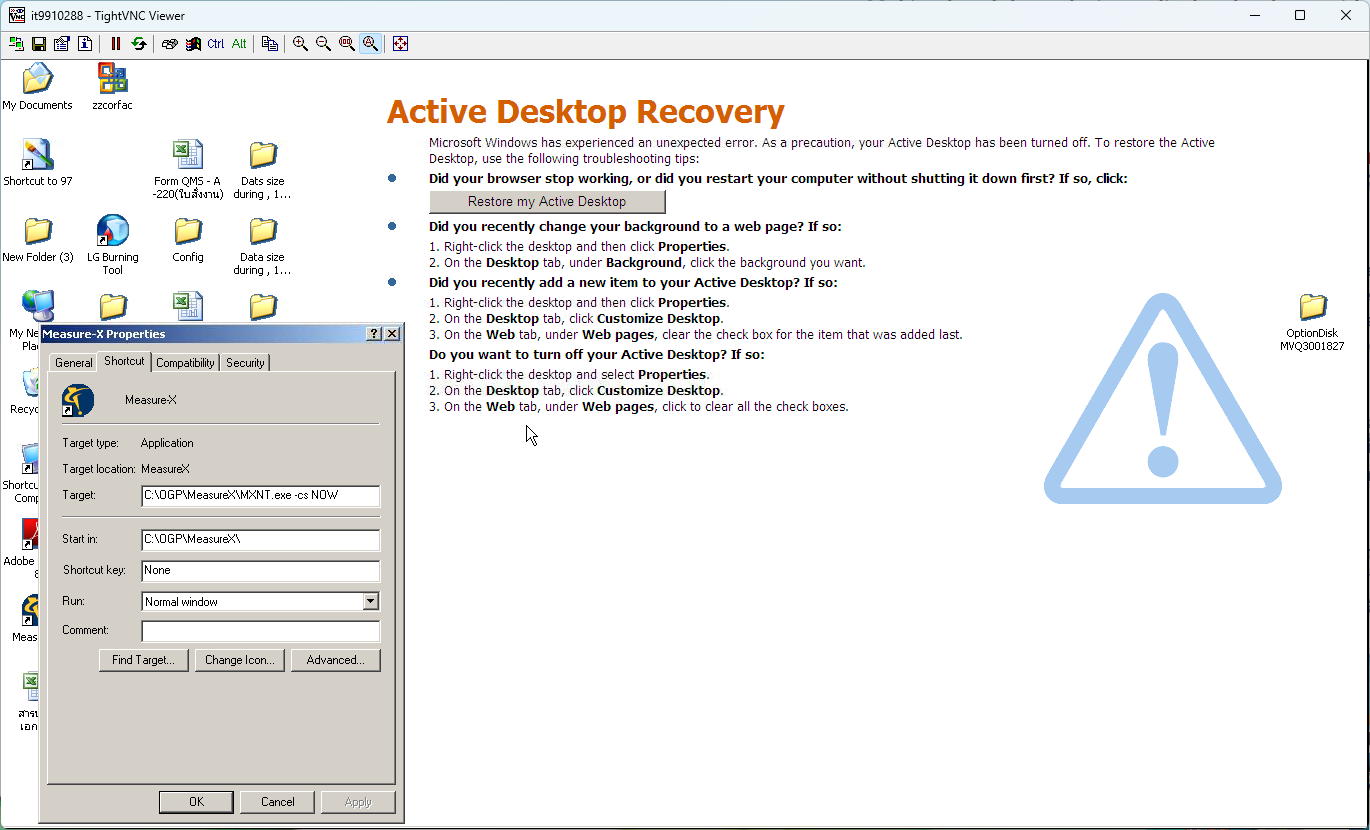 it9910288 - TightVNC Viewer
Ctrl Alt
My Documents
zzcorfac
Shortcut to 97
Form QMS - A
-220(ใบสั่งงาน)
Dats size
during , 1...
New Folder (3)
LG Burning
Tool
Config
Data size
during , 1...
My Ne
Pla
Recyc
Shortcu
Comp
Adobe
8
Meas
สาร
เอก
Active Desktop Recovery
Microsoft Windows has experienced an unexpected error. As a precaution, your Active Desktop has been turned off. To restore the Active
Desktop, use the following troubleshooting tips:
Did your browser stop working, or did you restart your computer without shutting it down first? If so, click:
Restore my Active Desktop
Did you recently change your background to a web page? If so:
1. Right-click the desktop and then click Properties.
2. On the Desktop tab, under Background, click the background you want.
Did you recently add a new item to your Active Desktop? If so:
1. Right-click the desktop and then click Properties.
2. On the Desktop tab, click Customize Desktop.
3. On the Web tab, under Web pages, clear the check box for the item that was added last.
Do you want to turn off your Active Desktop? If so:
1. Right-click the desktop and select Properties.
2. On the Desktop tab, click Customize Desktop.
3. On the Web tab, under Web pages, click to clear all the check boxes.
OptionDisk
MVQ3001827
Measure-X Properties
General
Shortcut
Compatibility
Security
Measure-X
Target type: Application
Target location: MeasureX
Target: C:\OGP\MeasureX\MXNT.exe -cs NOW
Start in: C:\OGP\MeasureX\
Shortcut key: None
Run: Normal window
Comment:
Find Target...
Change Icon...
Advanced...
OK
Cancel
Apply